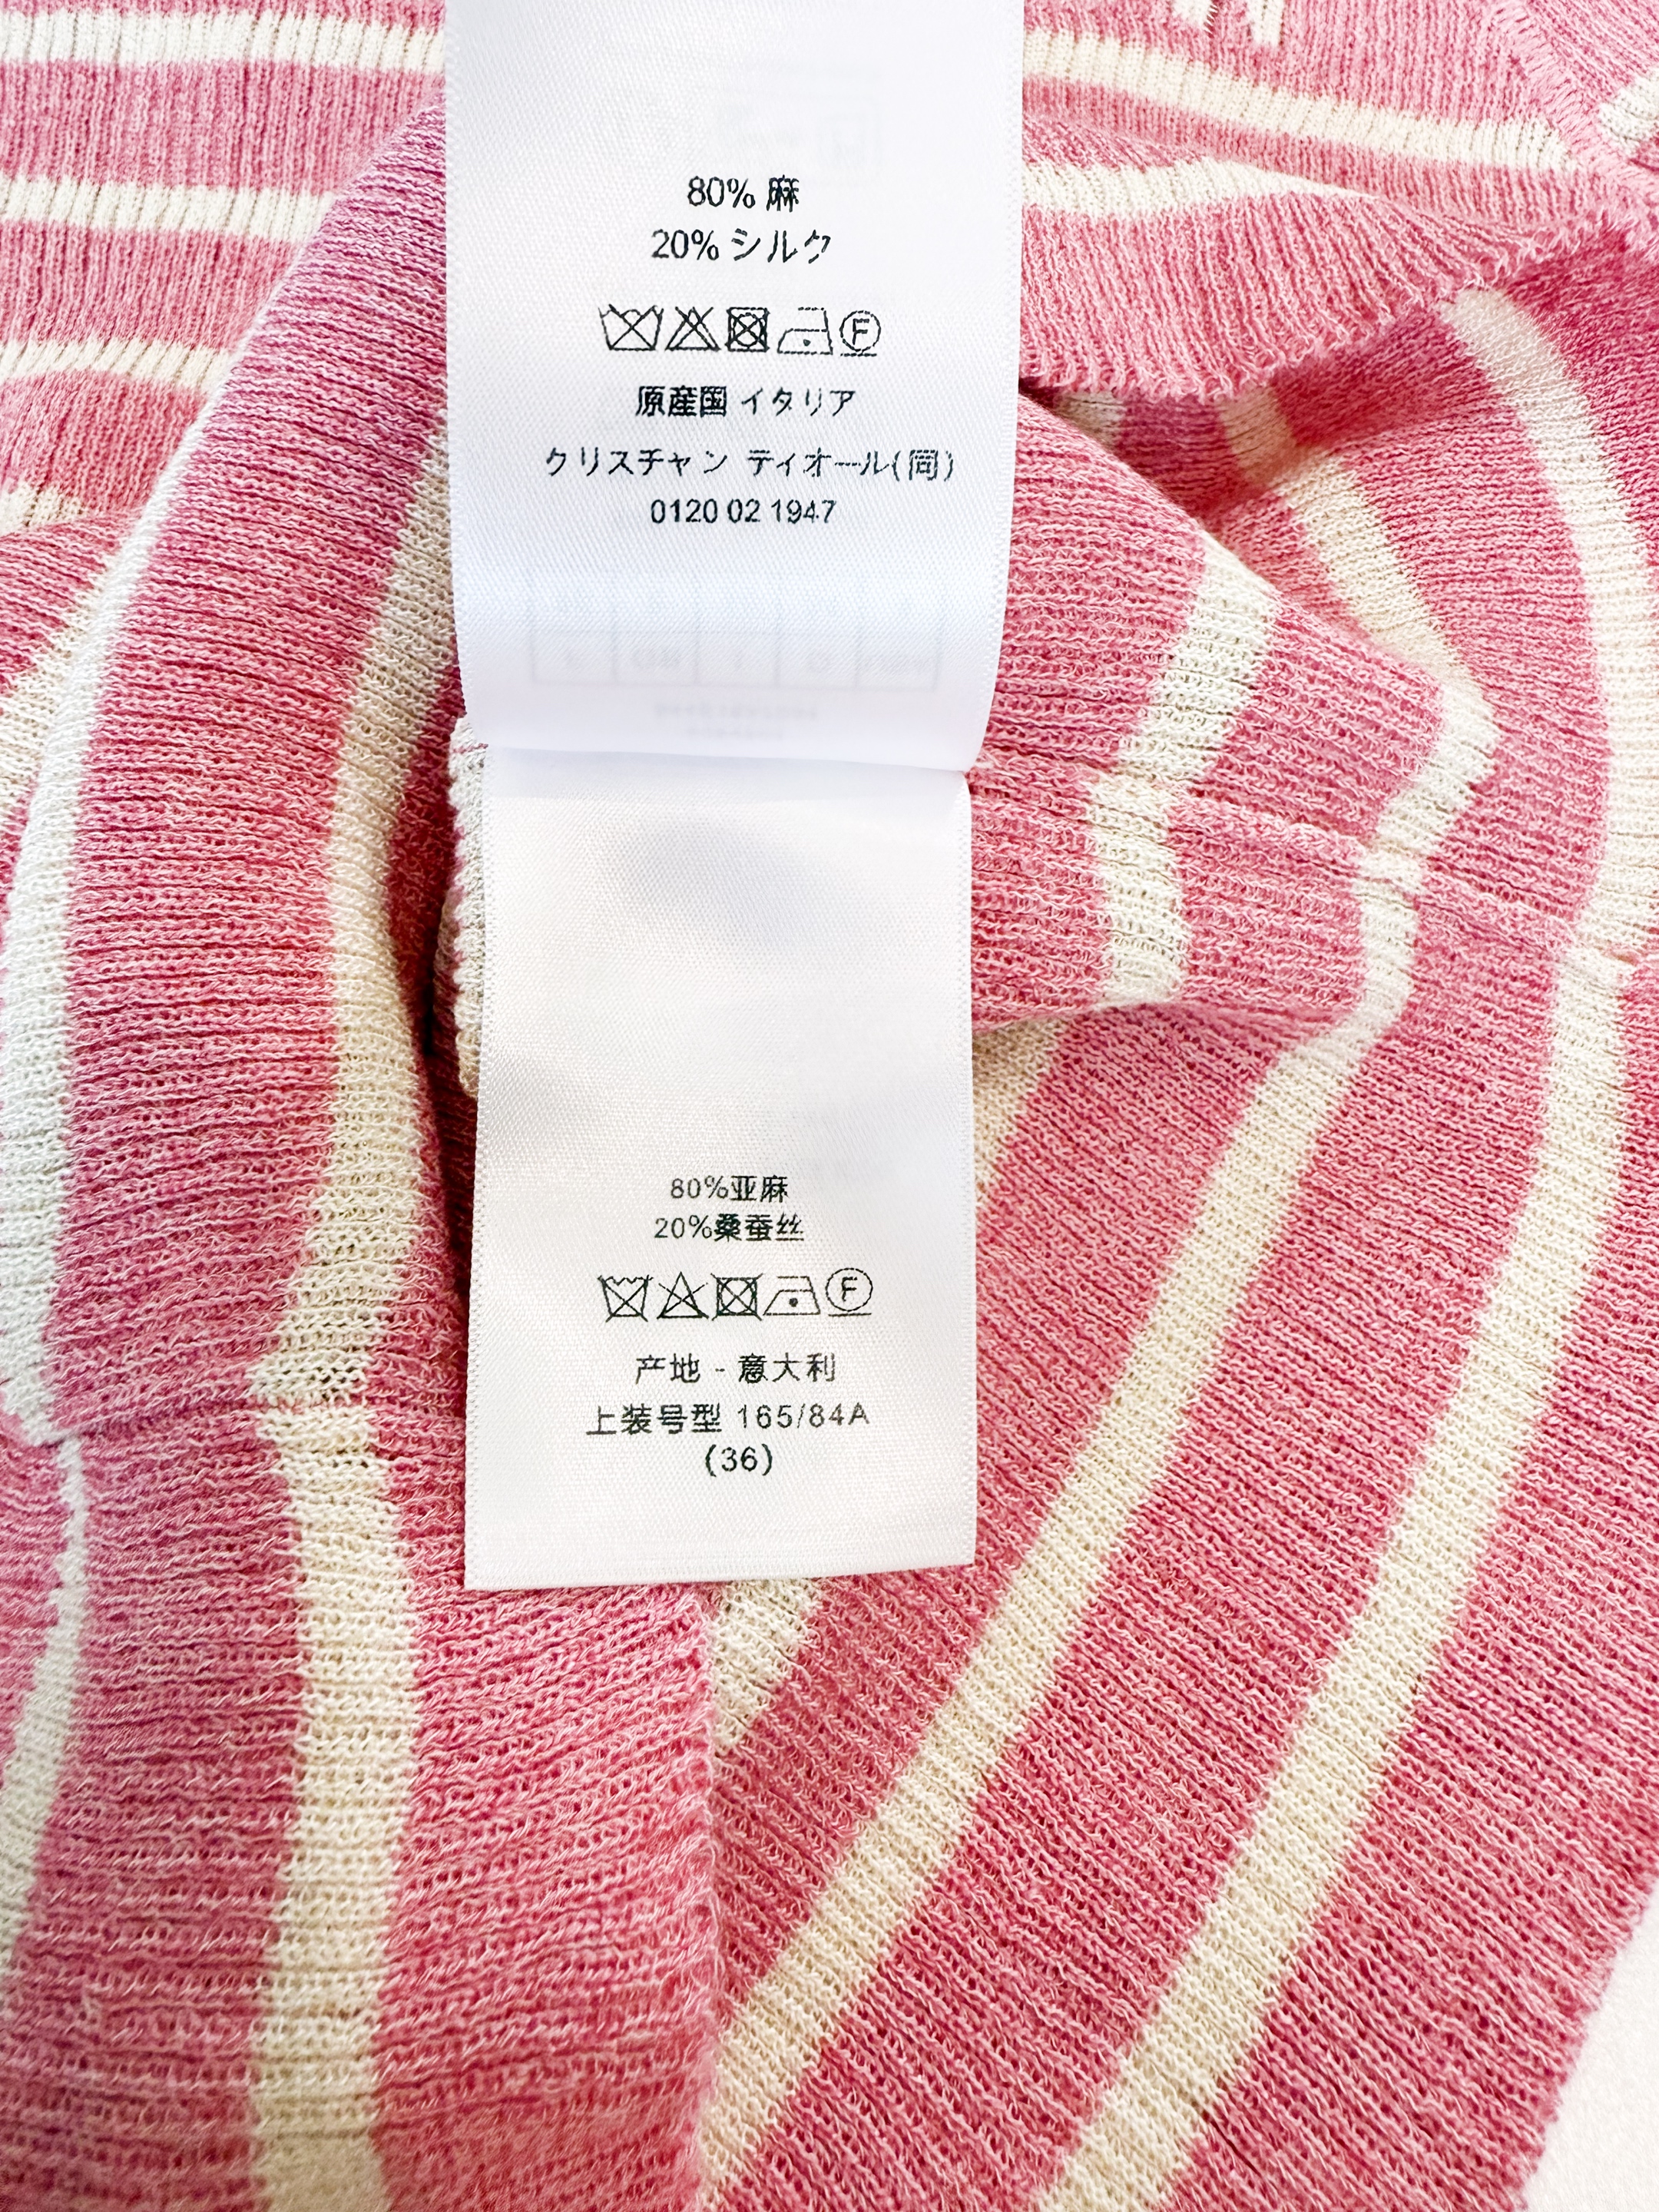 80% 麻
20% シルク
F
原産国 イタリア
クリスチャン ディオール(同)
0120 02 1947
80%亚麻
20%桑蚕丝
F
产地 - 意大利
上装号型 165/84A
(36)